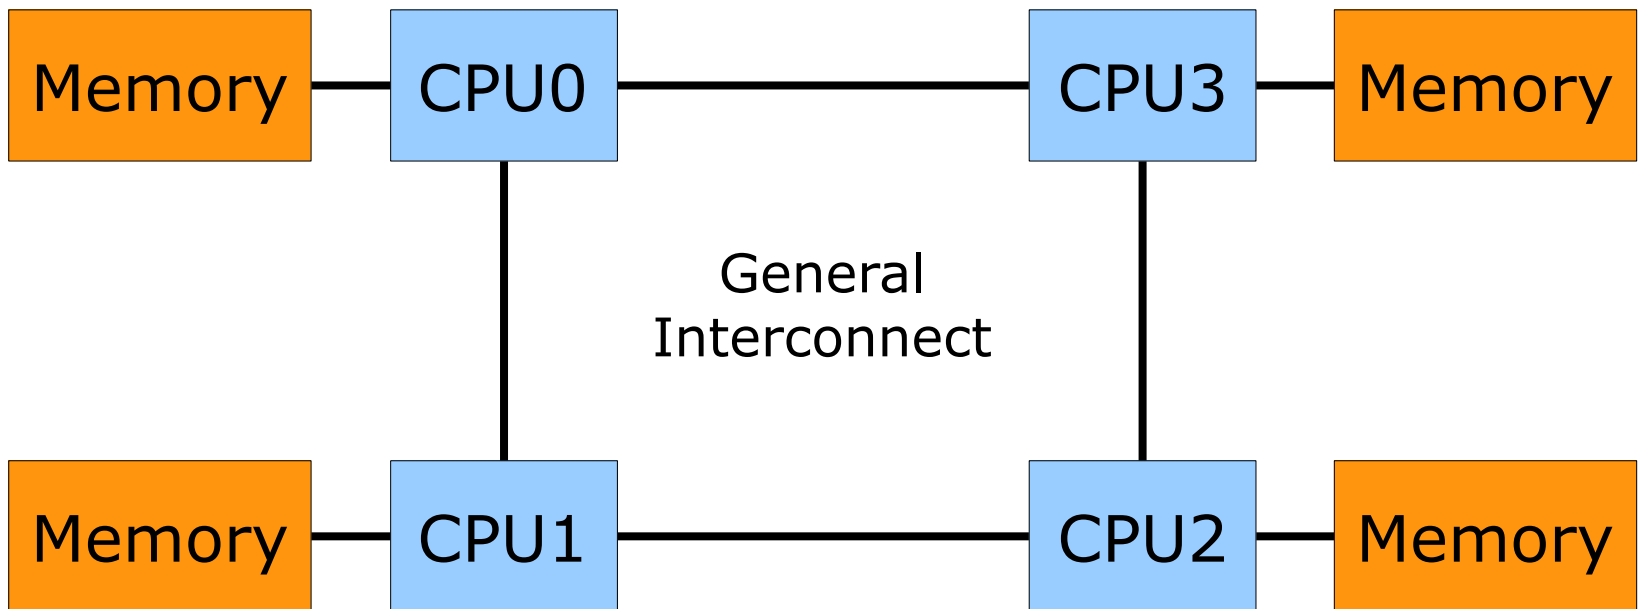 Memory
CPU0
CPU3
Memory
General
Interconnect
Memory
CPU1
CPU2
Memory